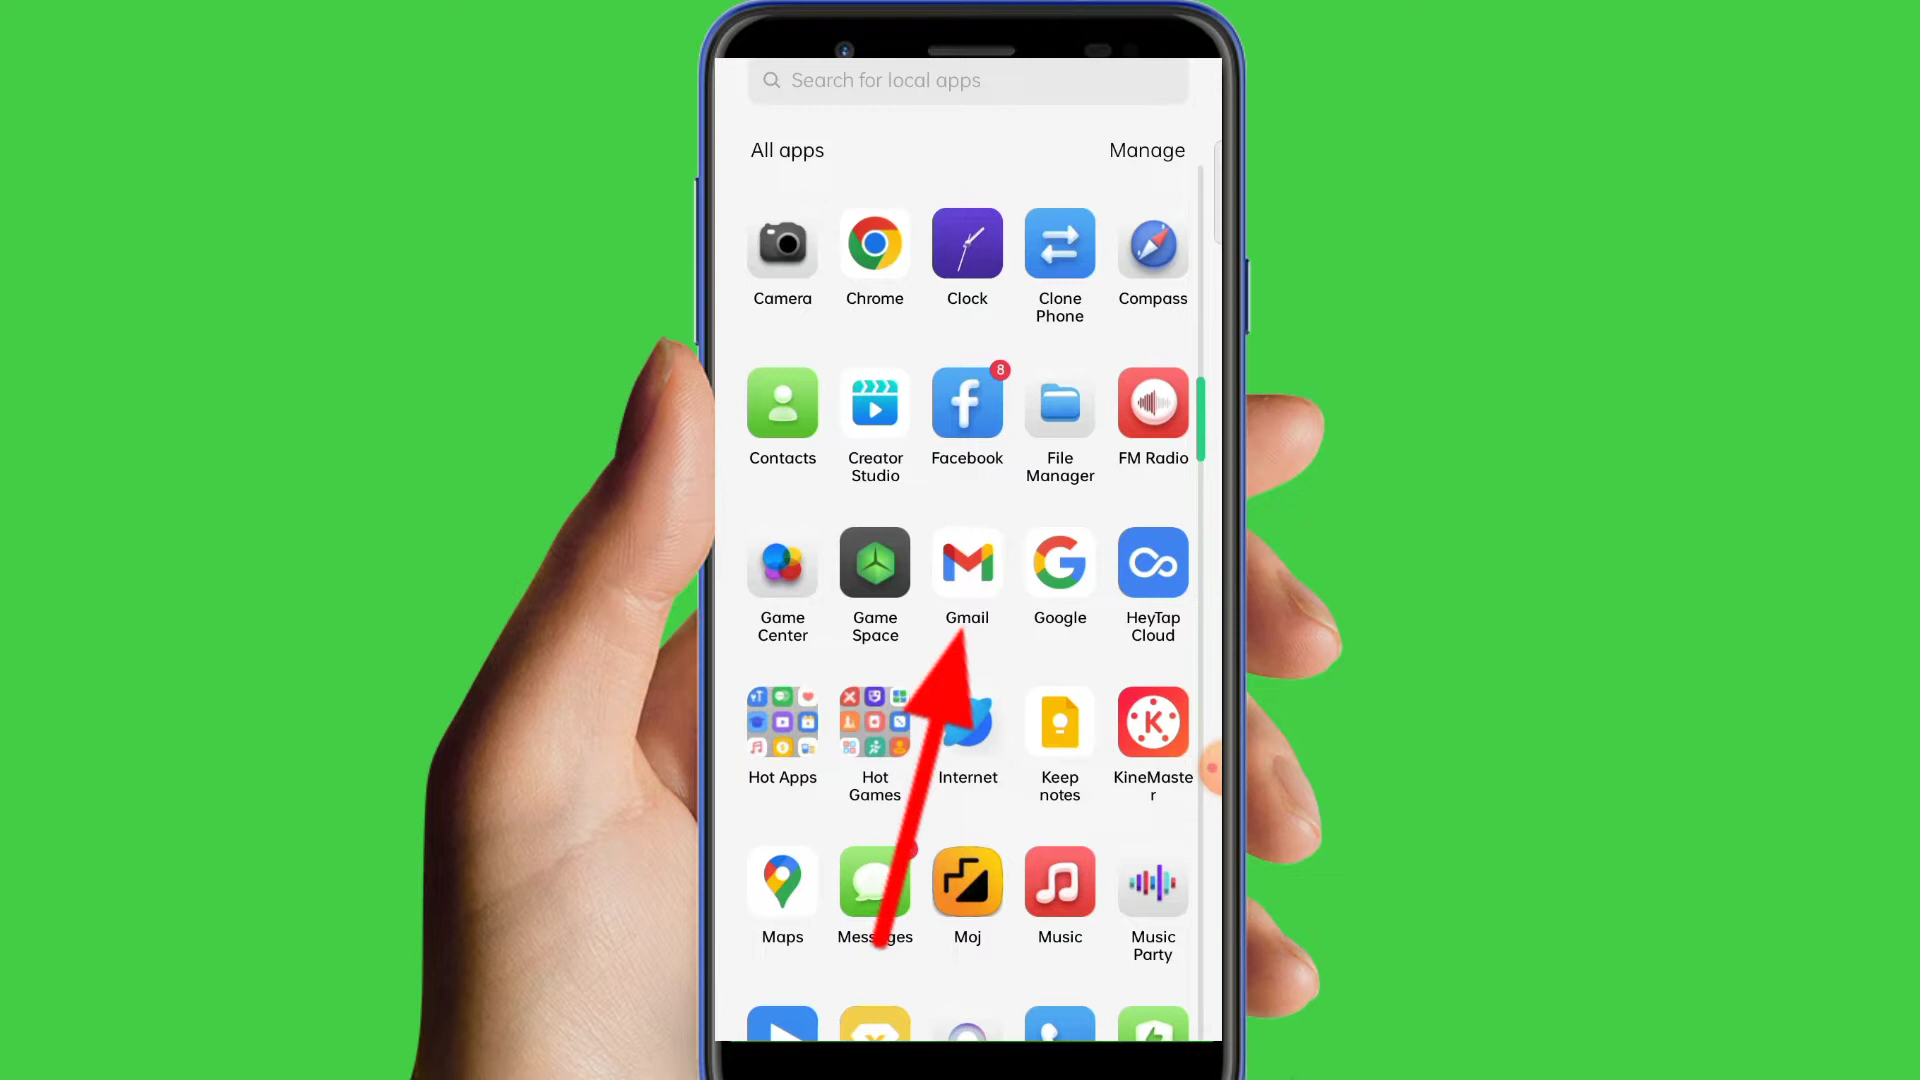 Search for local apps
All apps
Manage
Camera
Chrome
Clock
Clone
Phone
Compass
8
Contacts
Creator
Studio
Facebook
File
Manager
FM Radio
Game
Center
Game
Space
Gmail
Google
HeyTap
Cloud
K
Hot Apps
Hot
Games
Internet
Keep
notes
KineMaste
r
Maps
Messages
Moj
Music
Music
Party